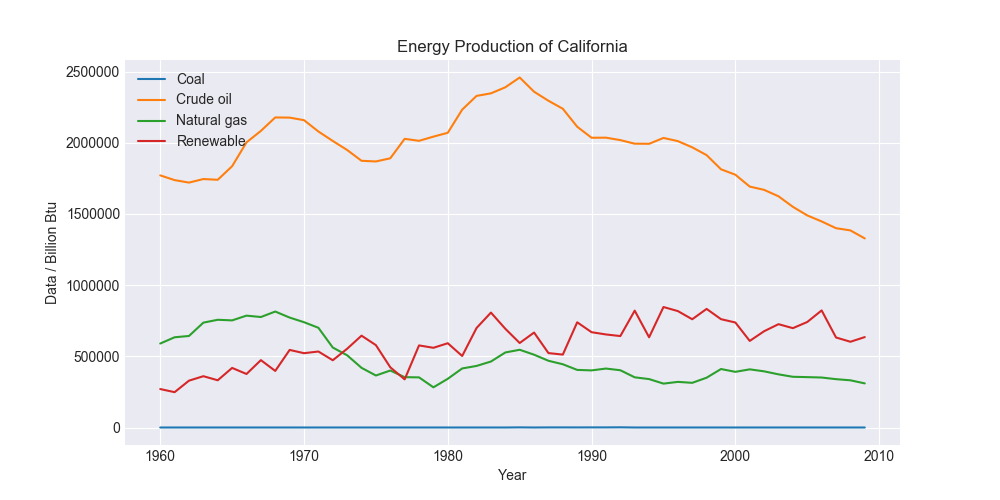 Energy Production of California
2500000
2000000
1500000
1000000
500000
0
Coal
Crude oil
Natural gas
Renewable
Data / Billion Btu
1960
1970
1980
1990
2000
2010
Year